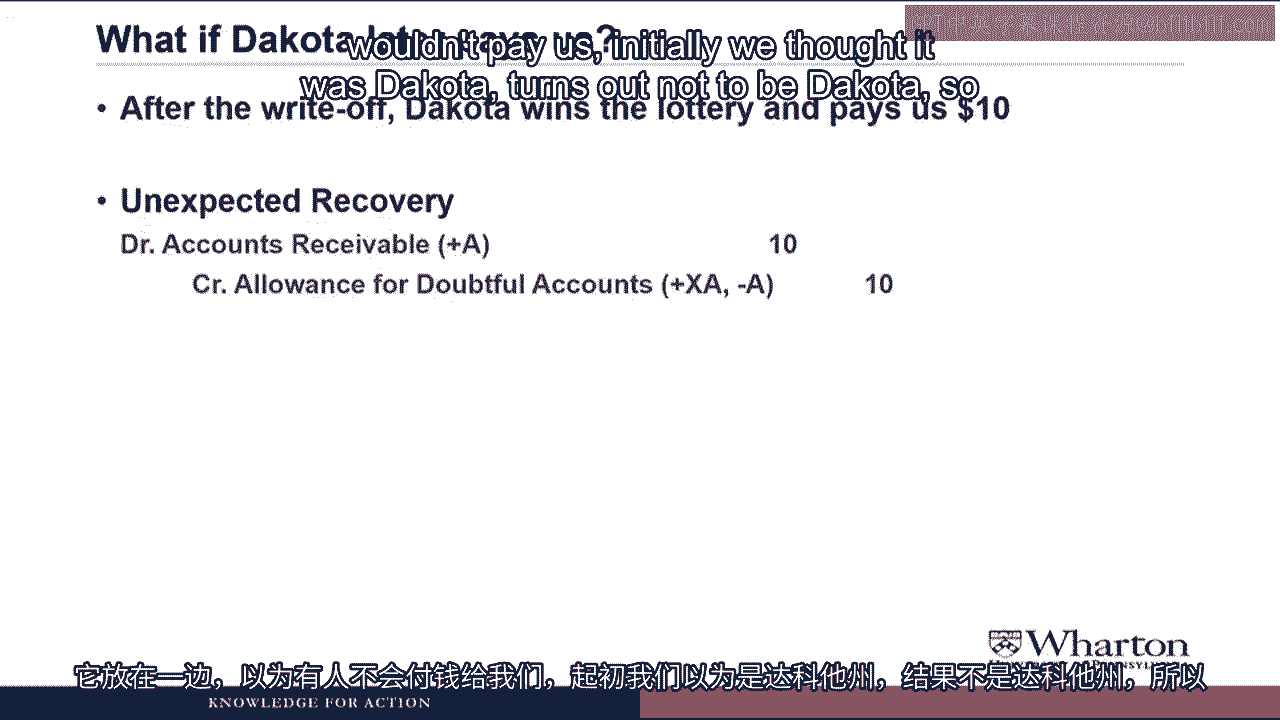 What if Dakota later pays us?
wouldn't pay us, initially we thought it
was Dakota, turns out not to be Dakota, so
• After the write-off, Dakota wins the lottery and pays us $10
• Unexpected Recovery
Dr. Accounts Receivable (+A) 10
Cr. Allowance for Doubtful Accounts (+XA, -A) 10
Wharton
它放在一边，以为有人不会付钱给我们，起初我们以为是达科他州，结果不是达科他州，所以
KNOWLEDGE FOR ACTION